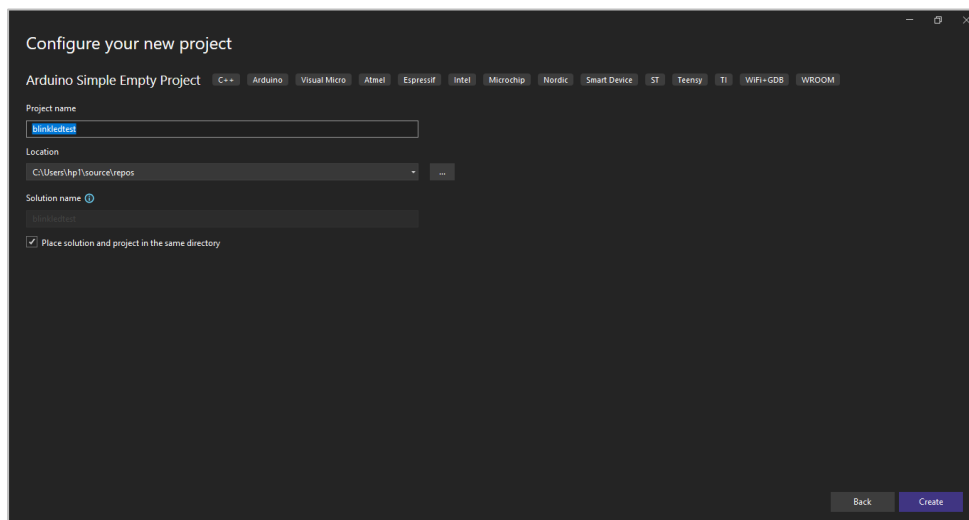 Configure your new project
Arduino Simple Empty Project C++ Arduino Visual Micro Atmel Espressif Intel Microchip Nordic Smart Device ST Teensy TI WiFi+GDB WROOM
Project name
blinkledtest
Location
C:\Users\hp1\source\repos
...
Solution name
blinkledtest
Place solution and project in the same directory
Back Create